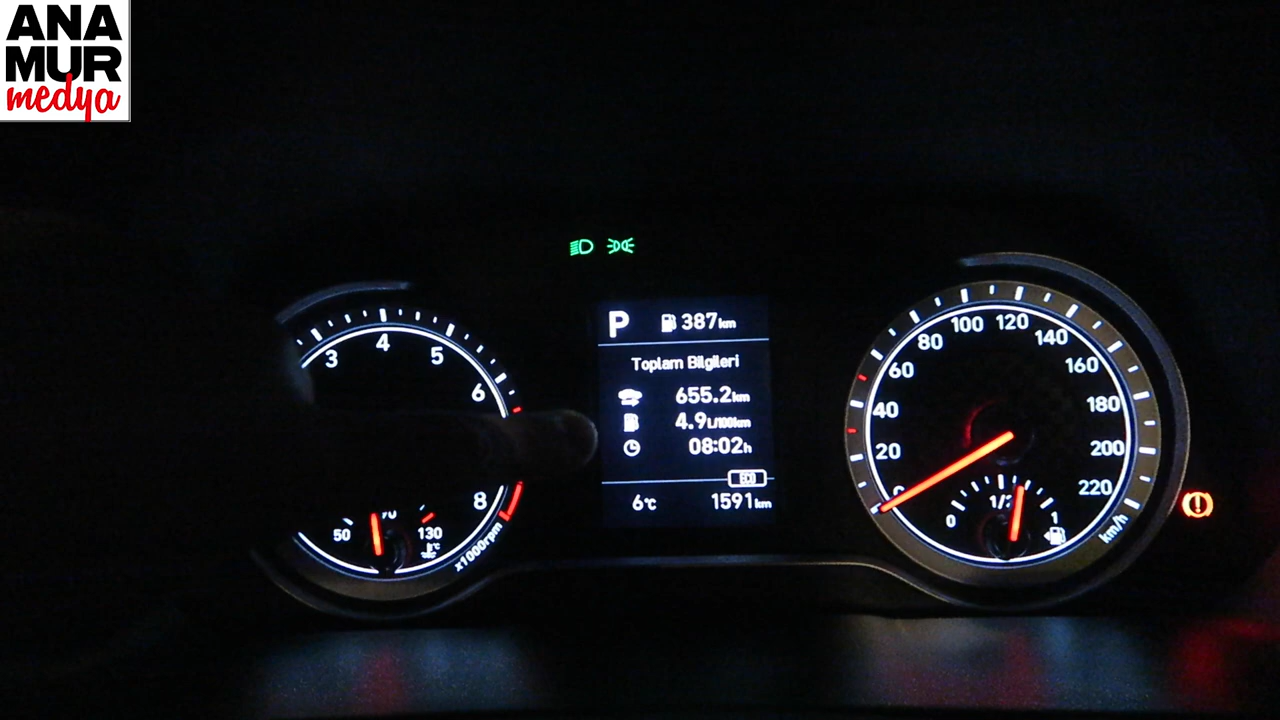 ANA
MUR
medya
P 387km
Toplam Bilgileri
655.2km
4.9L/100km
08:02h
ECO
6°C 1591km
3 4 5 6 8
x1000rpm
50 130
°C
0 20 40 60 80 100 120 140 160 180 200 220
km/h
0 1/2 1